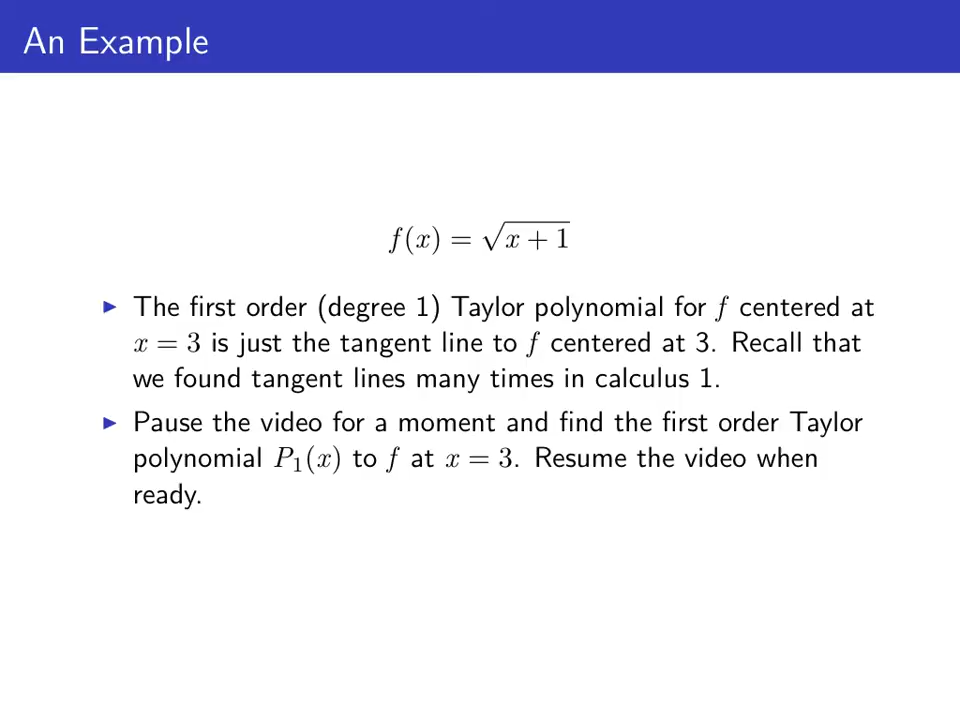 An Example
f(x) = √x + 1
▶ The first order (degree 1) Taylor polynomial for f centered at
x = 3 is just the tangent line to f centered at 3. Recall that
we found tangent lines many times in calculus 1.
▶ Pause the video for a moment and find the first order Taylor
polynomial P₁(x) to f at x = 3. Resume the video when
ready.